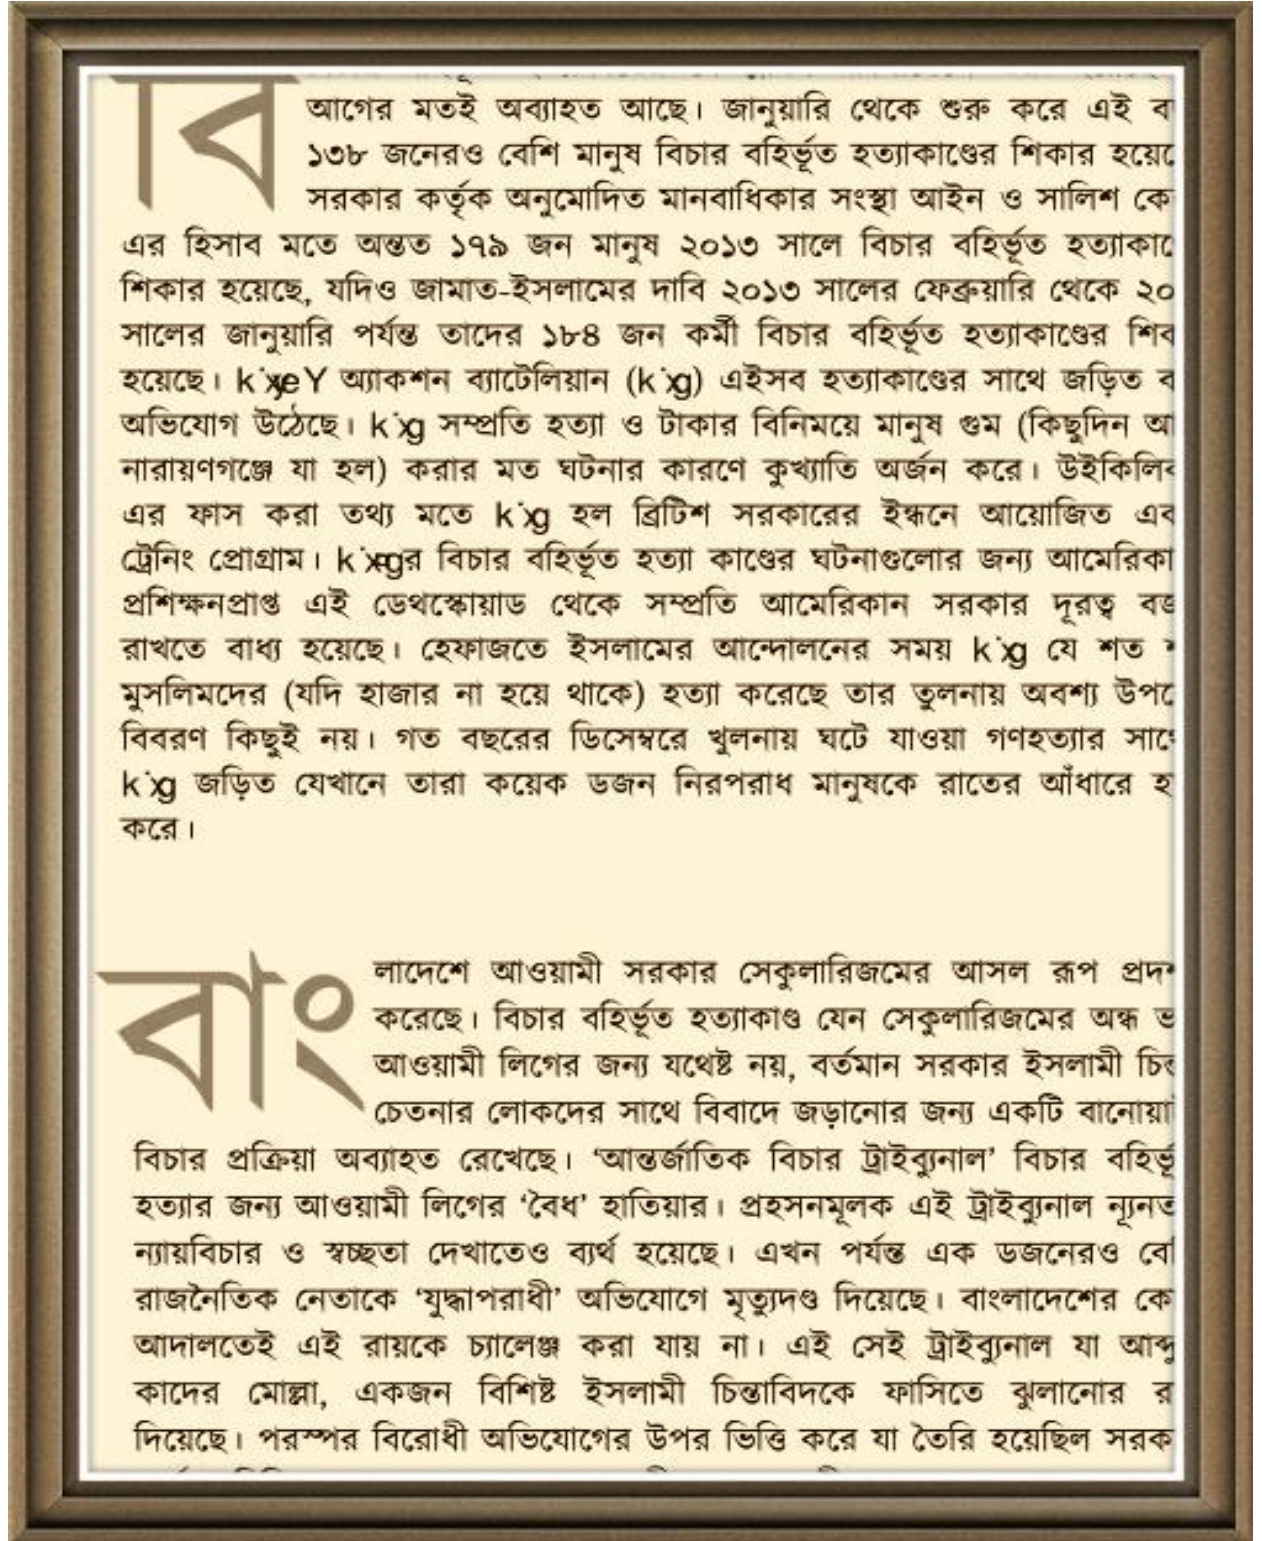 বি
আগের মতই অব্যাহত আছে। জানুয়ারি থেকে শুরু করে এই
১৩৮ জনেরও বেশি মানুষ বিচার বহির্ভূত হত্যাকাণ্ডের শিকার
সরকার কর্তৃক অনুমোদিত মানবাধিকার সংস্থা আইন ও সালিশ
এর হিসাব মতে অন্তত ১৭৯ জন মানুষ ২০১৩ সালে বিচার বহির্ভূত
শিকার হয়েছে, যদিও জামাত-ইসলামের দাবি ২০১৩ সালের ফেব্রুয়ারি থেকে
সালের জানুয়ারি পর্যন্ত তাদের ১৮৪ জন কর্মী বিচার বহির্ভূত হত্যাকাণ্ডের
হয়েছে। অ্যাকশন ব্যাটেলিয়ান এইসব হত্যাকাণ্ডের সাথে জড়িত
অভিযোগ উঠেছে। সম্প্রতি হত্যা ও টাকার বিনিময়ে মানুষ গুম (কিছুদিন
নারায়ণগঞ্জে যা হল) করার মত ঘটনার কারণে কুখ্যাতি অর্জন করে।
এর ফাস করা তথ্য মতে হল ব্রিটিশ সরকারের ইন্ধনে আয়োজিত
ট্রেনিং প্রোগ্রাম। বিচার বহির্ভূত হত্যা কাণ্ডের ঘটনাগুলোর জন্য আমেরিকা
প্রশিক্ষনপ্রাপ্ত এই ডেথস্কোয়াড থেকে সম্প্রতি আমেরিকান সরকার দূরত্ব
রাখতে বাধ্য হয়েছে। হেফাজতে ইসলামের আন্দোলনের সময় যে শত
মুসলিমদের (যদি হাজার না হয়ে থাকে) হত্যা করেছে তার তুলনায় অবশ্য
বিবরণ কিছুই নয়। গত বছরের ডিসেম্বরে খুলনায় ঘটে যাওয়া গণহত্যার
জড়িত যেখানে তারা কয়েক ডজন নিরপরাধ মানুষকে রাতের আঁধারে
করে।
বাং
লাদেশে আওয়ামী সরকার সেকুলারিজমের আসল রূপ
করেছে। বিচার বহির্ভূত হত্যাকাণ্ড যেন সেকুলারিজমের অন্ধ
আওয়ামী লিগের জন্য যথেষ্ট নয়, বর্তমান সরকার ইসলামী
চেতনার লোকদের সাথে বিবাদে জড়ানোর জন্য একটি
বিচার প্রক্রিয়া অব্যাহত রেখেছে। ‘আন্তর্জাতিক বিচার ট্রাইব্যুনাল’ বিচার
হত্যার জন্য আওয়ামী লিগের ‘বৈধ’ হাতিয়ার। প্রহসনমূলক এই ট্রাইব্যুনাল
ন্যায়বিচার ও স্বচ্ছতা দেখাতেও ব্যর্থ হয়েছে। এখন পর্যন্ত এক ডজনেরও
রাজনৈতিক নেতাকে ‘যুদ্ধাপরাধী’ অভিযোগে মৃত্যুদণ্ড দিয়েছে। বাংলাদেশের
আদালতেই এই রায়কে চ্যালেঞ্জ করা যায় না। এই সেই ট্রাইব্যুনাল যা
কাদের মোল্লা, একজন বিশিষ্ট ইসলামী চিন্তাবিদকে ফাসিতে ঝুলানোর
দিয়েছে। পরস্পর বিরোধী অভিযোগের উপর ভিত্তি করে যা তৈরি হয়েছিল